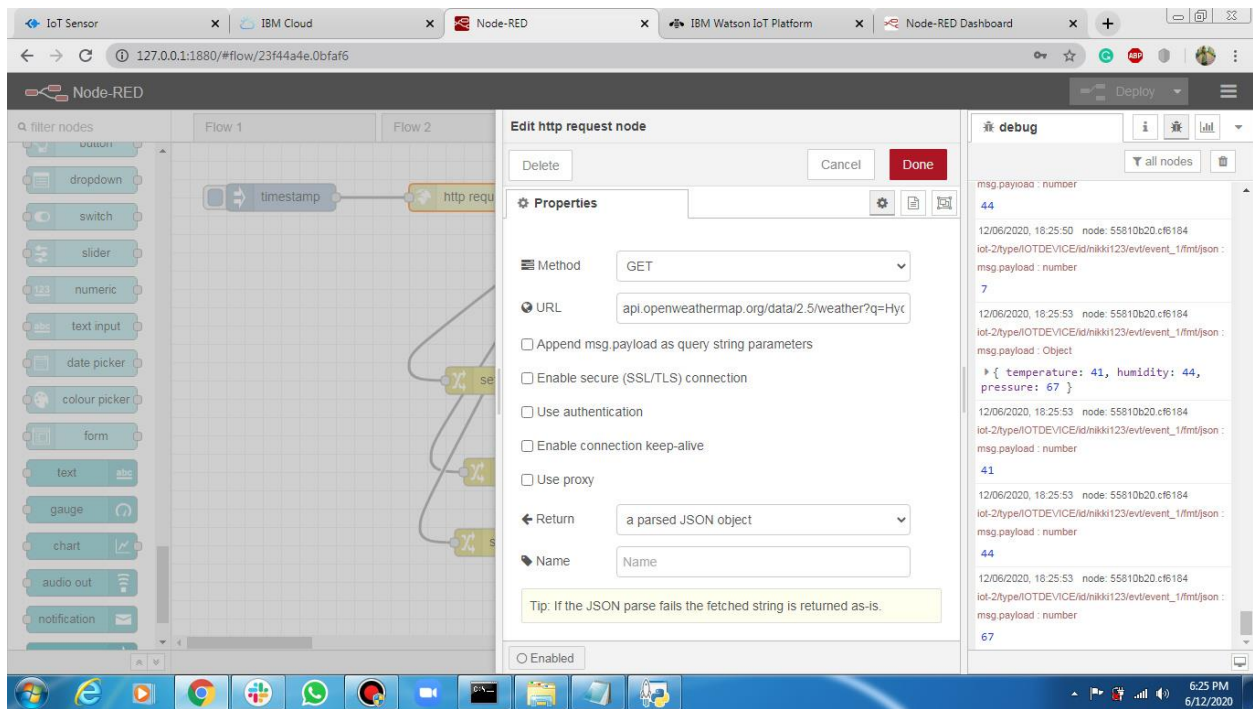 IoT Sensor
IBM Cloud
Node-RED
IBM Watson IoT Platform
Node-RED Dashboard
127.0.0.1:1880/#flow/23f44a4e.0bfaf6
ABP
Node-RED
Deploy
filter nodes
button
dropdown
switch
slider
123 numeric
abc text input
date picker
colour picker
form
text abc
gauge
chart
audio out
notification
Flow 1
Flow 2
timestamp
http requ
se
s
Edit http request node
Delete
Cancel
Done
Properties
Method GET
URL api.openweathermap.org/data/2.5/weather?q=Hyd
Append msg.payload as query string parameters
Enable secure (SSL/TLS) connection
Use authentication
Enable connection keep-alive
Use proxy
Return a parsed JSON object
Name Name
Tip: If the JSON parse fails the fetched string is returned as-is.
Enabled
debug
i
all nodes
msg.payload : number
44
12/06/2020, 18:25:50 node: 55810b20.cf6184
iot-2/type/IOTDEVICE/id/nikki123/evt/event_1/fmt/json :
msg.payload : number
7
12/06/2020, 18:25:53 node: 55810b20.cf6184
iot-2/type/IOTDEVICE/id/nikki123/evt/event_1/fmt/json :
msg.payload : Object
{ temperature: 41, humidity: 44,
pressure: 67 }
12/06/2020, 18:25:53 node: 55810b20.cf6184
iot-2/type/IOTDEVICE/id/nikki123/evt/event_1/fmt/json :
msg.payload : number
41
12/06/2020, 18:25:53 node: 55810b20.cf6184
iot-2/type/IOTDEVICE/id/nikki123/evt/event_1/fmt/json :
msg.payload : number
44
12/06/2020, 18:25:53 node: 55810b20.cf6184
iot-2/type/IOTDEVICE/id/nikki123/evt/event_1/fmt/json :
msg.payload : number
67
6:25 PM
6/12/2020